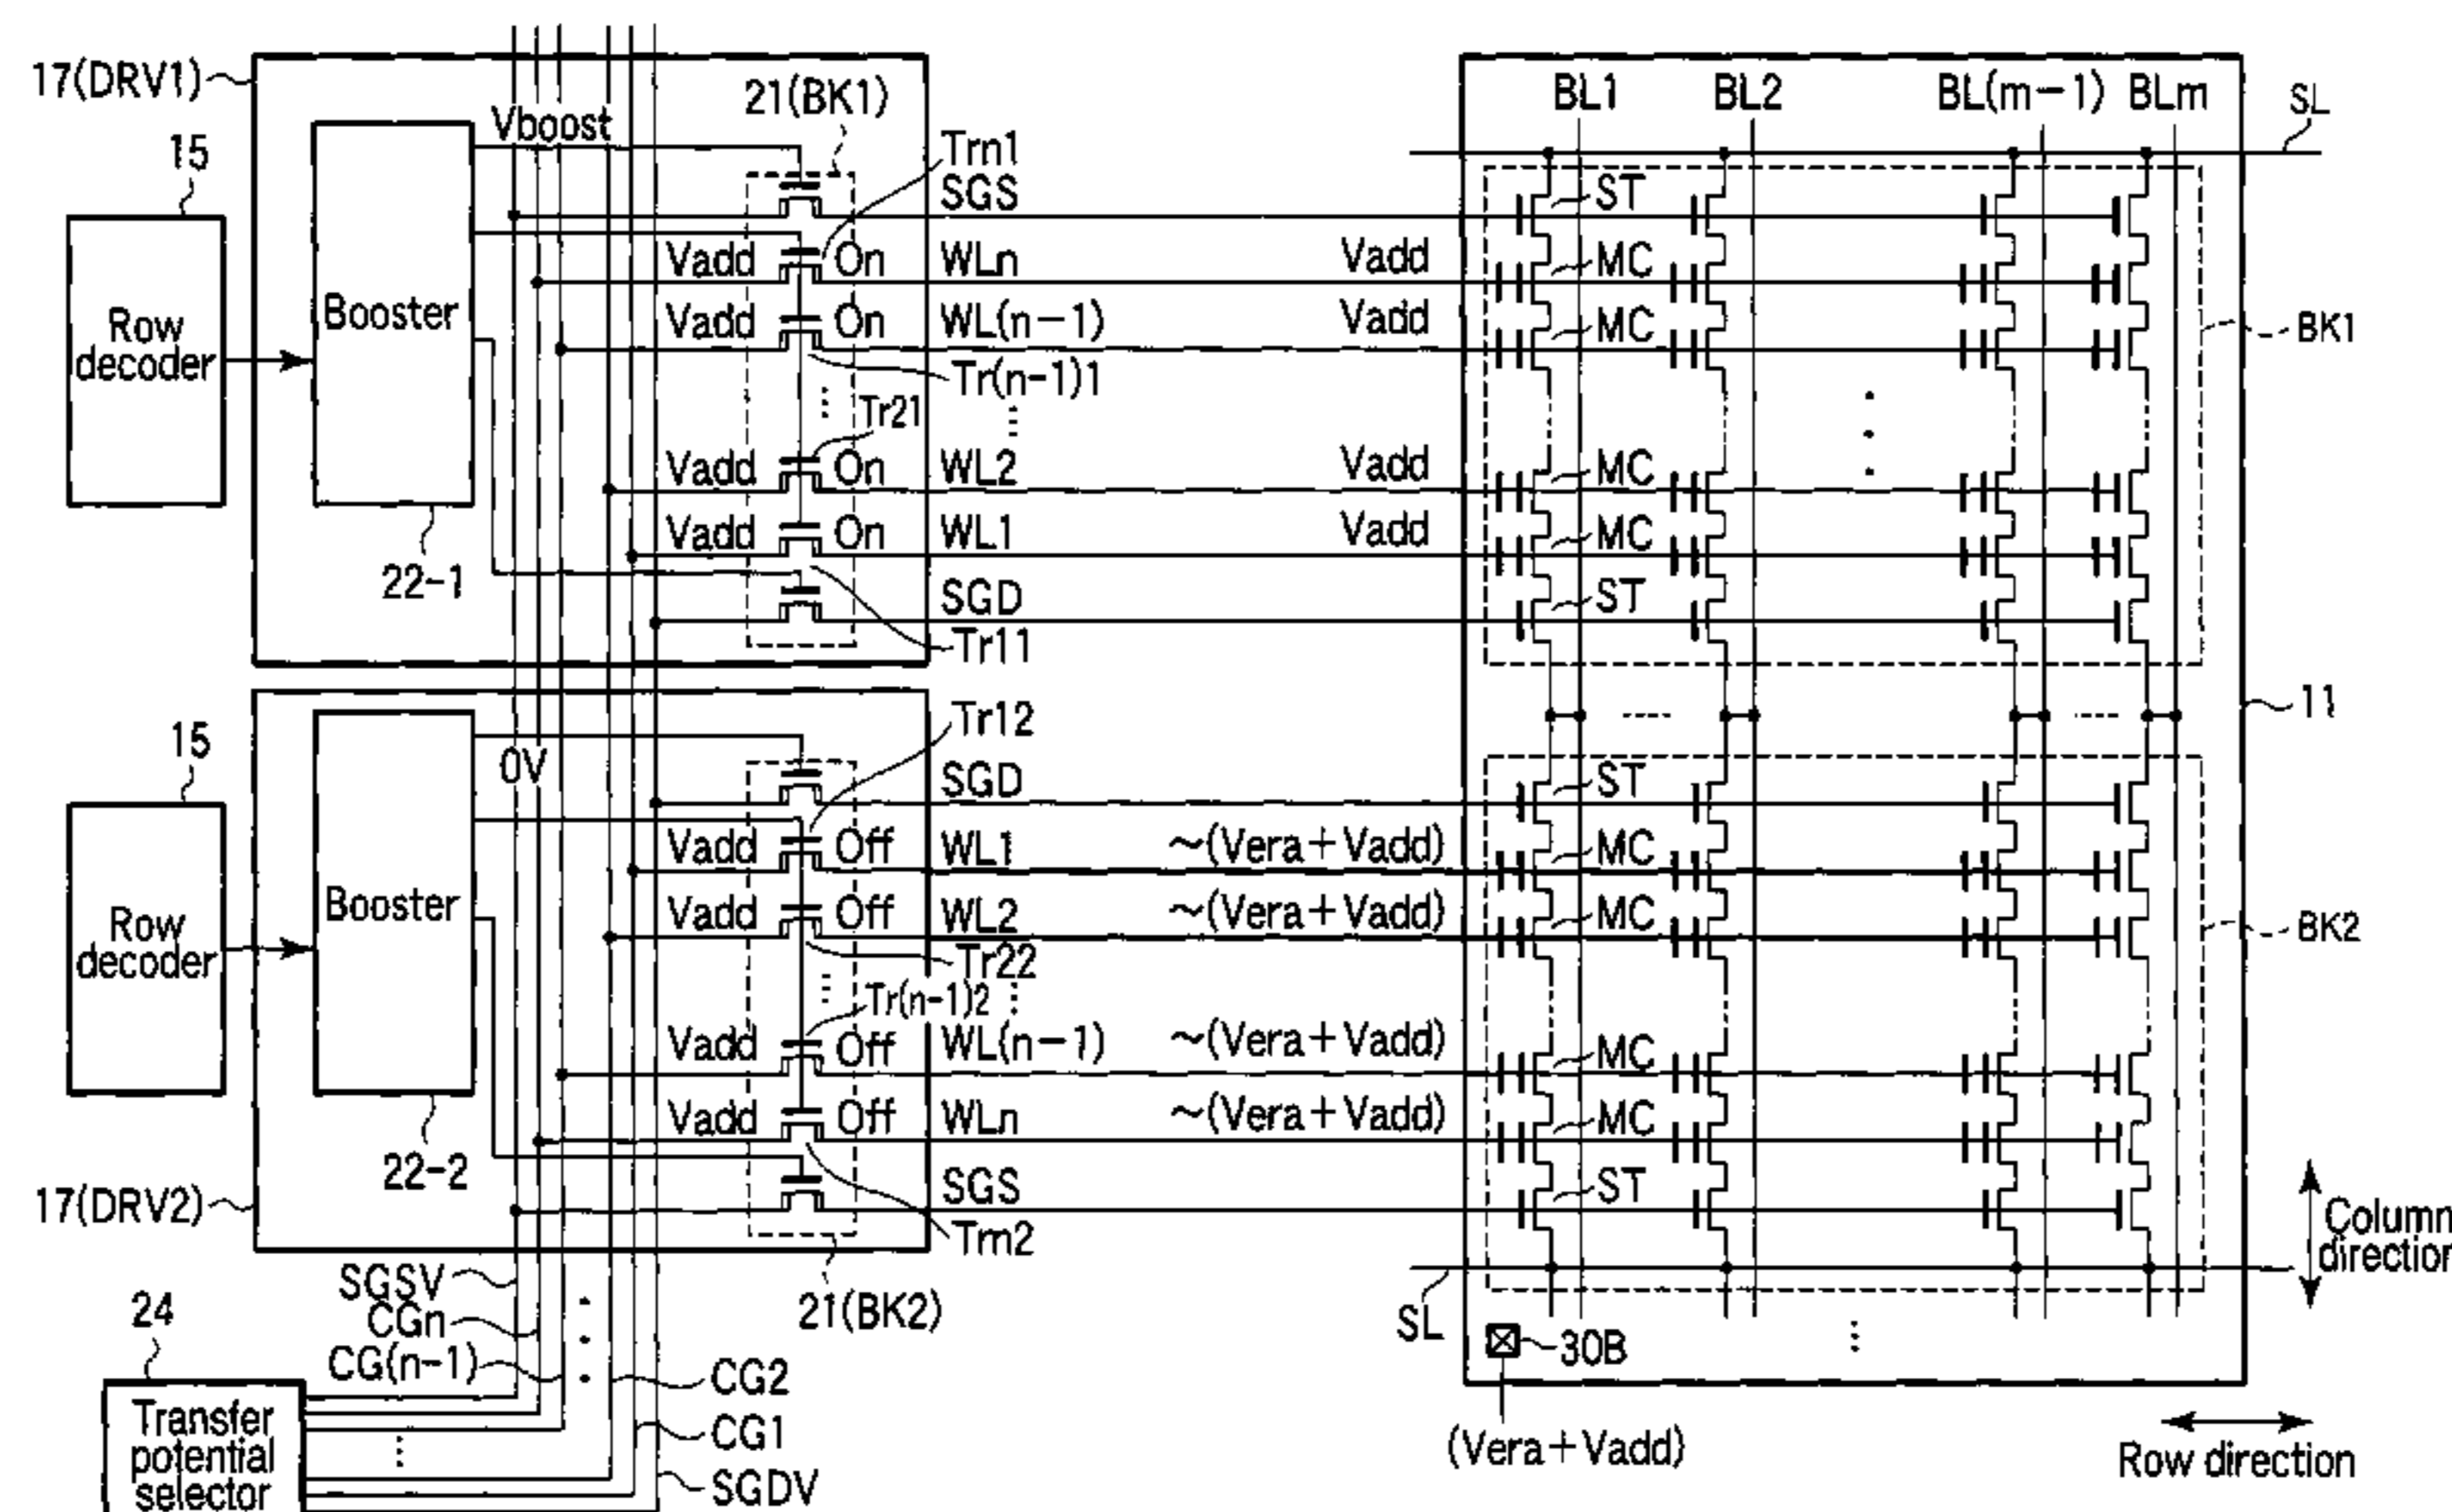 17(DRV1)
21(BK1)
BL1
BL2
BL(m-1)
BLm
SL
15
Vboost
Trn1
SGS
ST
Row
decoder
Booster
Vadd
On
WLn
Vadd
MC
Vadd
On
WL(n-1)
Vadd
MC
BK1
Tr(n-1)1
Tr21
Vadd
On
WL2
Vadd
MC
Vadd
On
WL1
Vadd
MC
22-1
SGD
ST
Tr11
11
15
Tr12
0V
SGD
ST
Row
decoder
Booster
Vadd
Off
WL1
~(Vera+Vadd)
MC
Vadd
Off
WL2
~(Vera+Vadd)
MC
BK2
Tr22
Tr(n-1)2
Vadd
Off
WL(n-1)
~(Vera+Vadd)
MC
Vadd
Off
WLn
~(Vera+Vadd)
MC
22-2
17(DRV2)
SGS
ST
Trn2
Column
direction
SGSV
24
CGn
21(BK2)
SL
30B
CG(n-1)
CG2
Transfer
potential
selector
CG1
(Vera+Vadd)
Row direction
SGDV